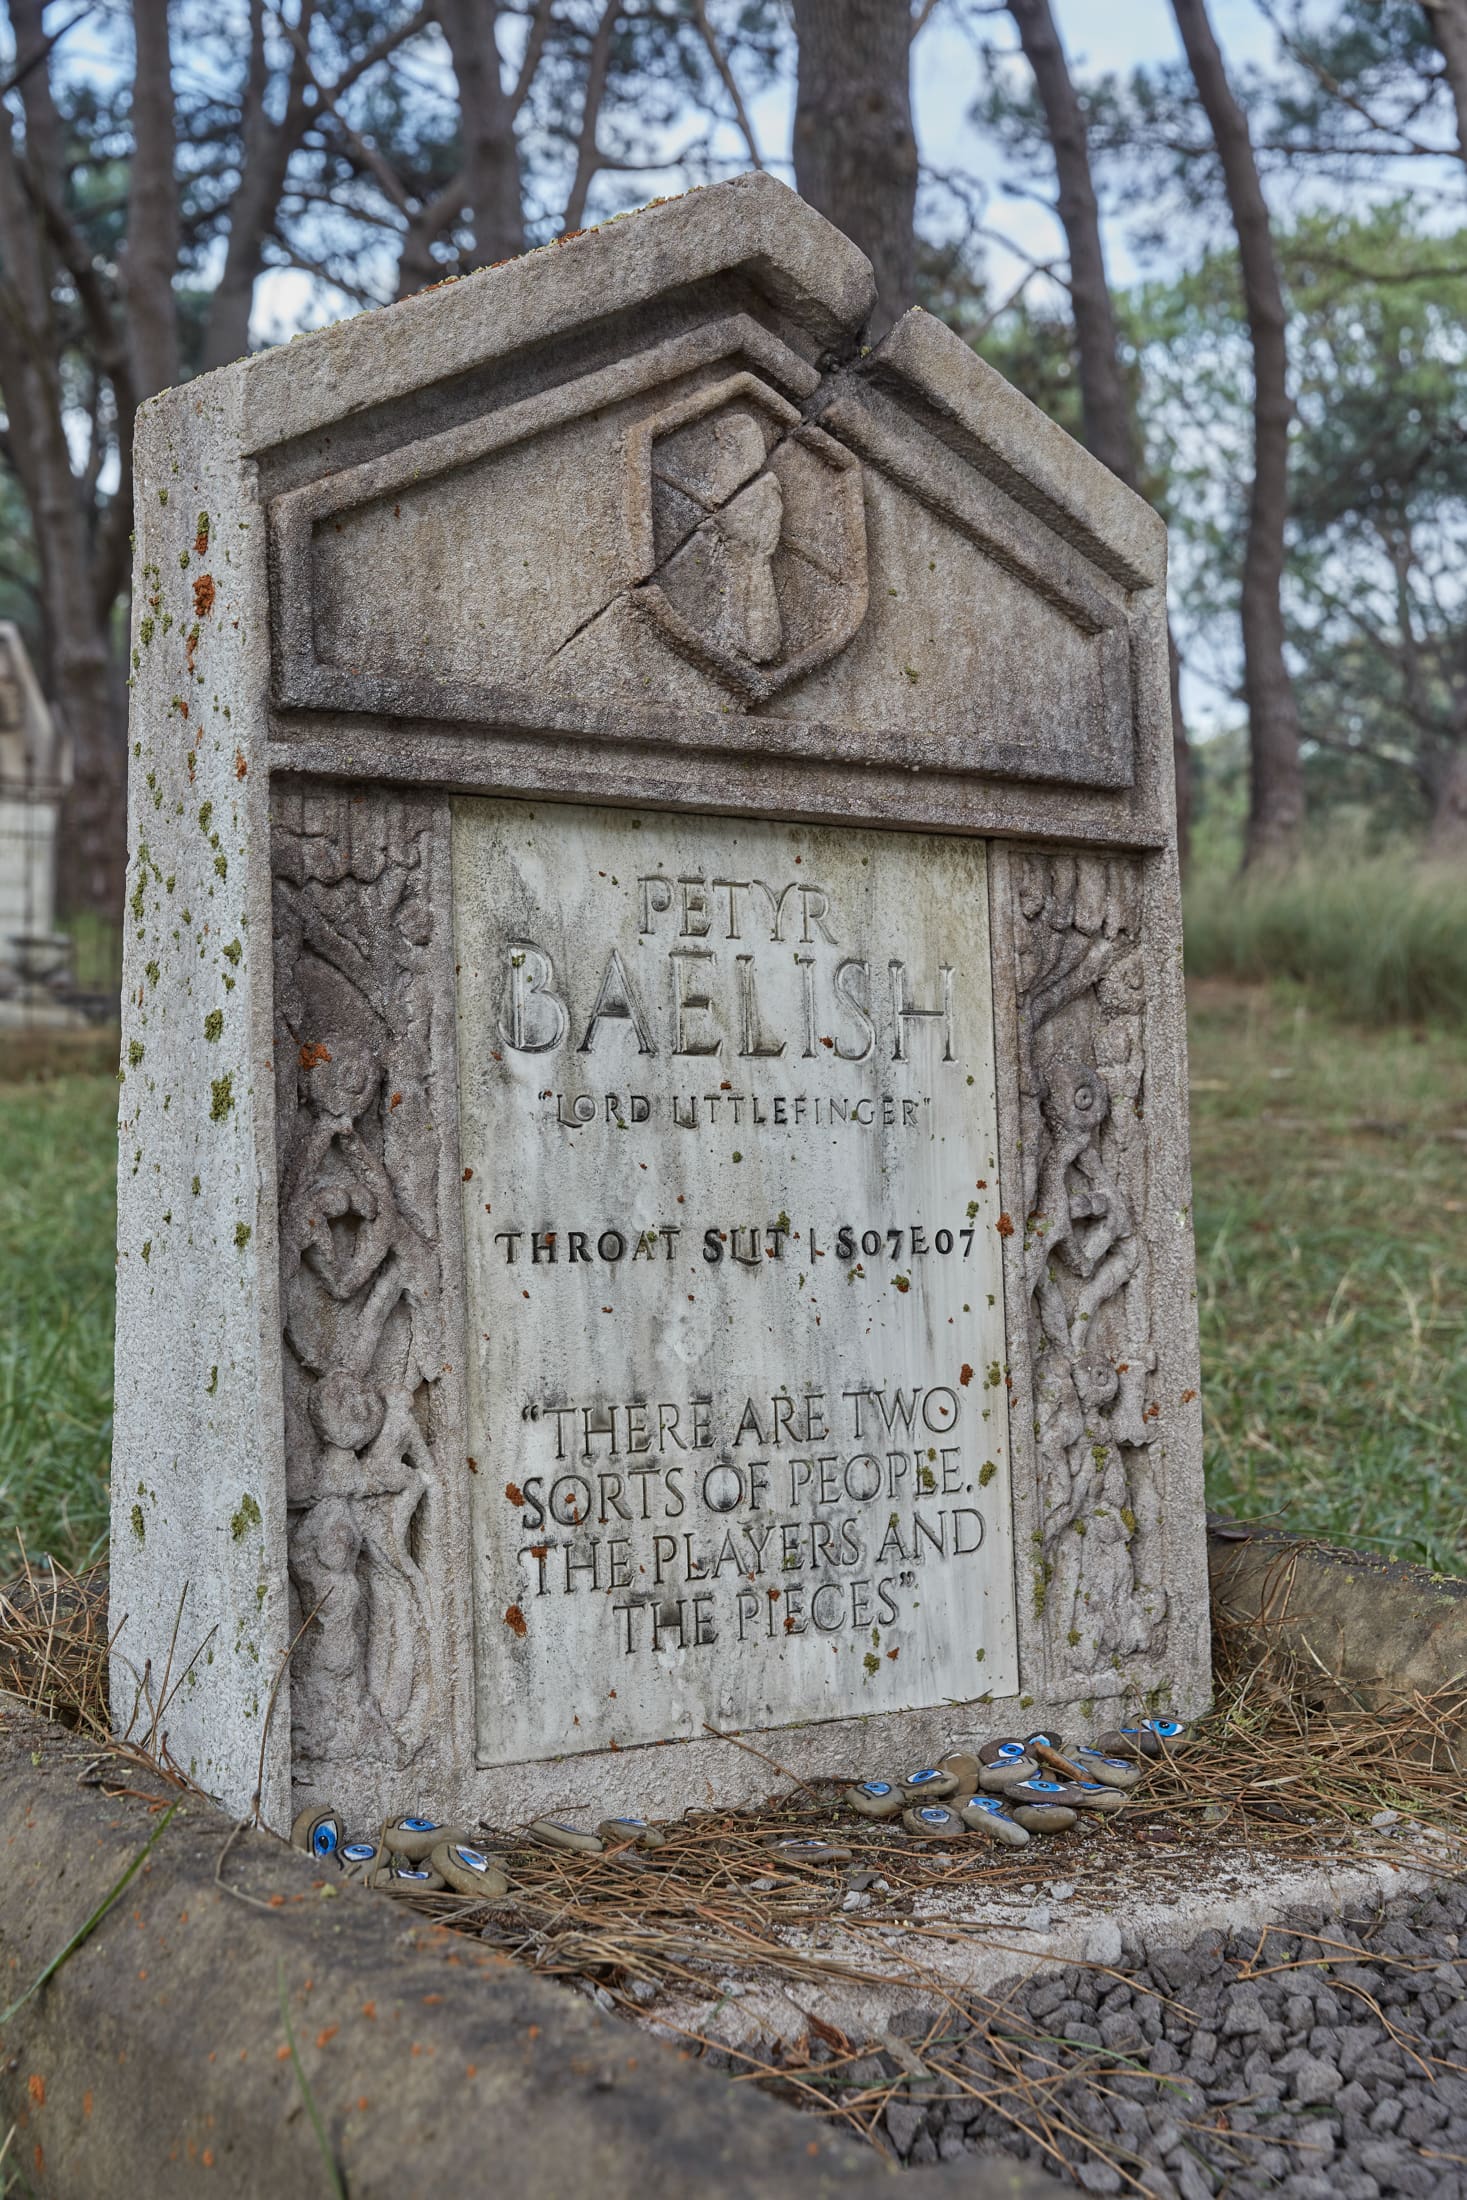 PETYR
BAELISH
"LORD LITTLEFINGER"
THROAT SLIT | S07E07
“THERE ARE TWO
SORTS OF PEOPLE.
THE PLAYERS AND
THE PIECES”